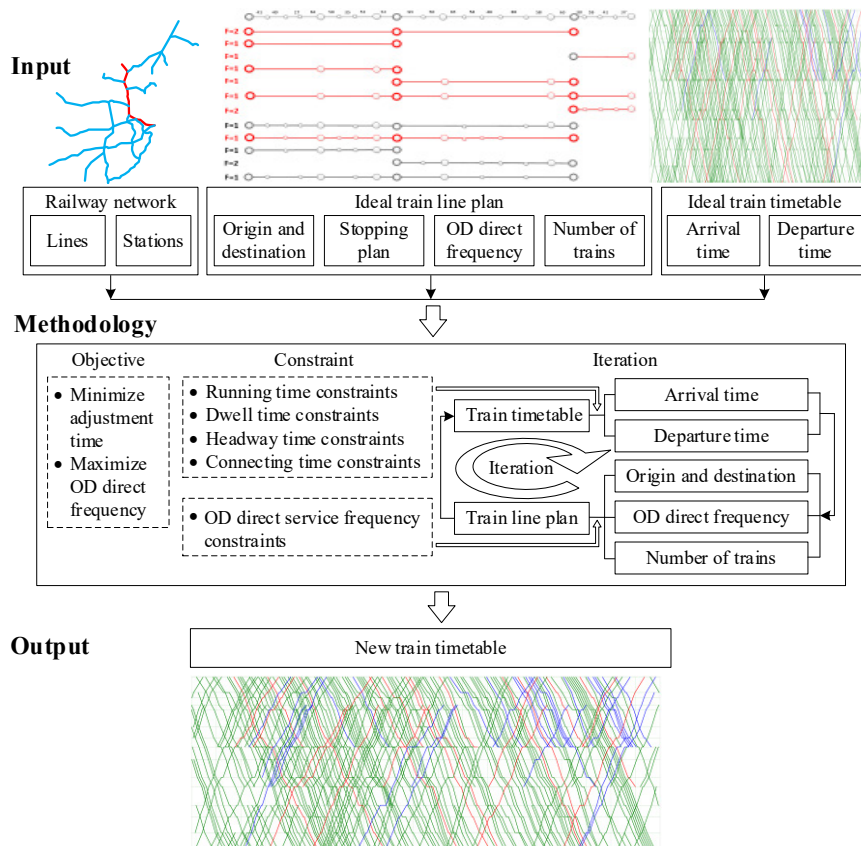 Input
F=2
F=1
F=1
F=1
F=1
F=1
F=2
F=1
F=1
F=1
F=2
F=1
Railway network
Lines
Stations
Ideal train line plan
Origin and
destination
Stopping
plan
OD direct
frequency
Number of
trains
Ideal train timetable
Arrival
time
Departure
time
Methodology
Objective
• Minimize
adjustment
time
• Maximize
OD direct
frequency
Constraint
• Running time constraints
• Dwell time constraints
• Headway time constraints
• Connecting time constraints
• OD direct service frequency
constraints
Iteration
Train timetable
Iteration
Train line plan
Arrival time
Departure time
Origin and destination
OD direct frequency
Number of trains
Output
New train timetable